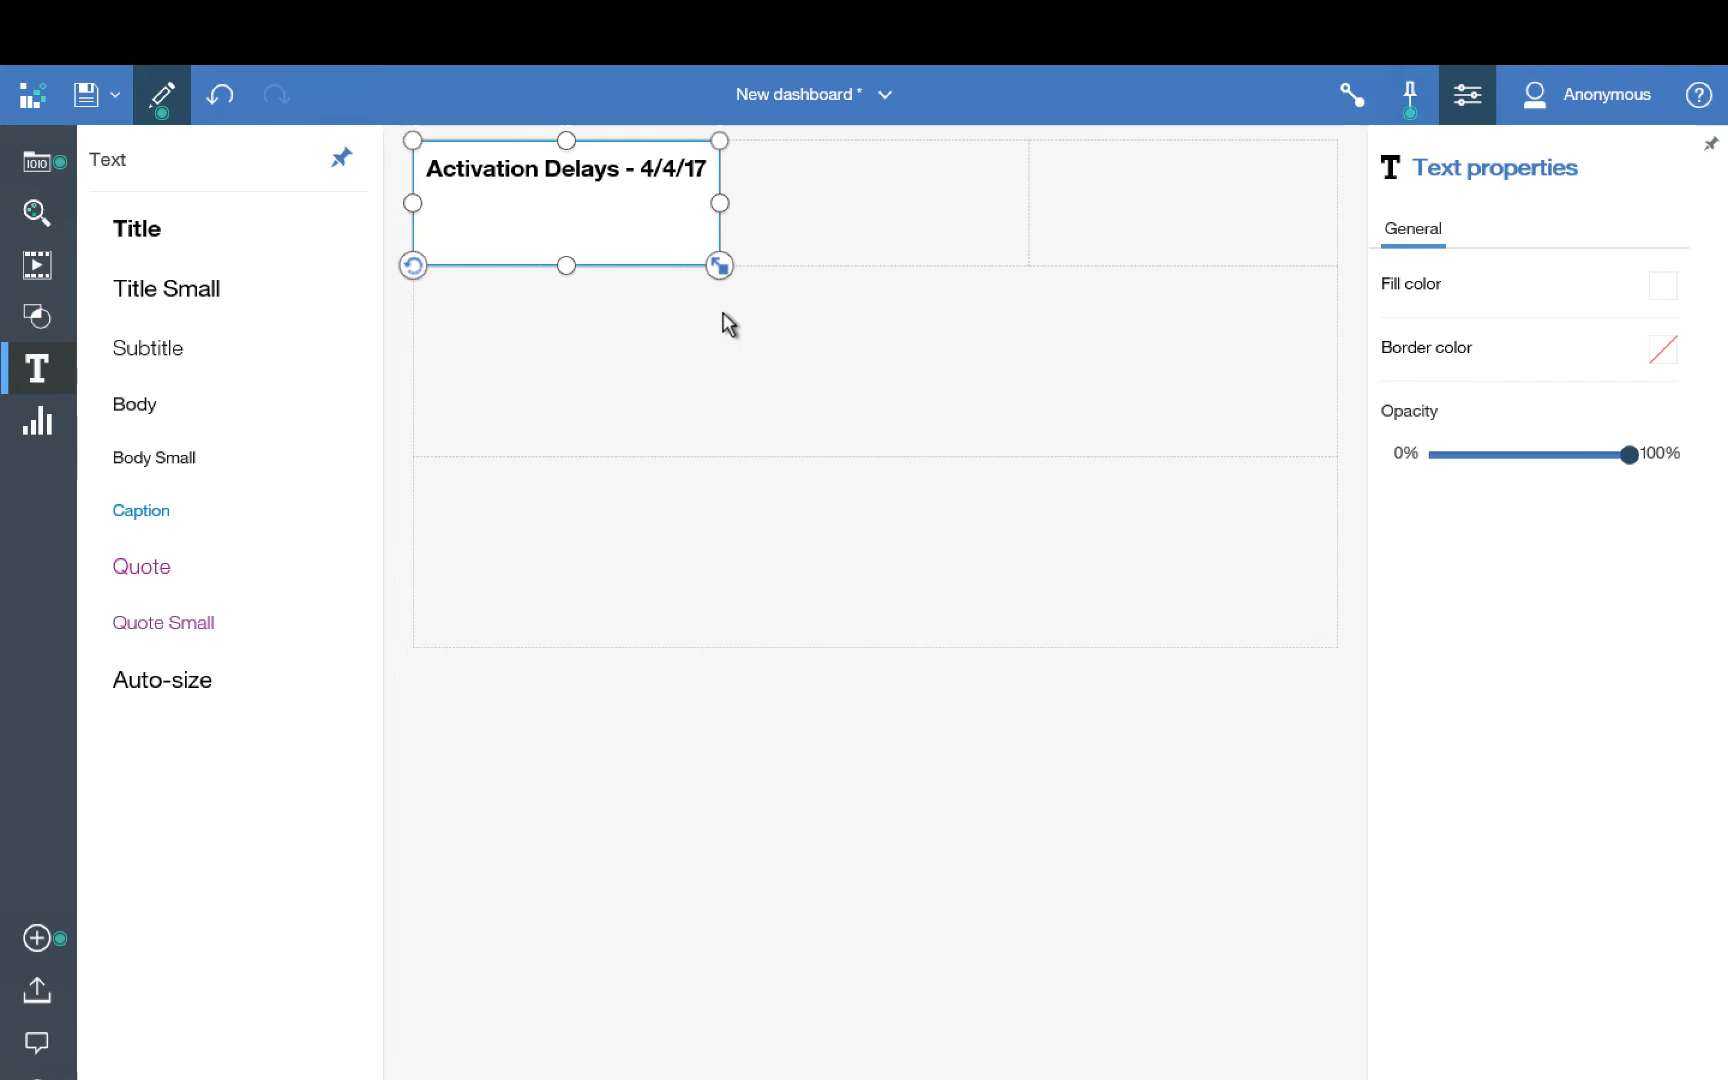 New dashboard *
Anonymous
?
1010
Text
Title
Title Small
Subtitle
T
Body
Body Small
Caption
Quote
Quote Small
Auto-size
Activation Delays - 4/4/17
T Text properties
General
Fill color
Border color
Opacity
0% 100%